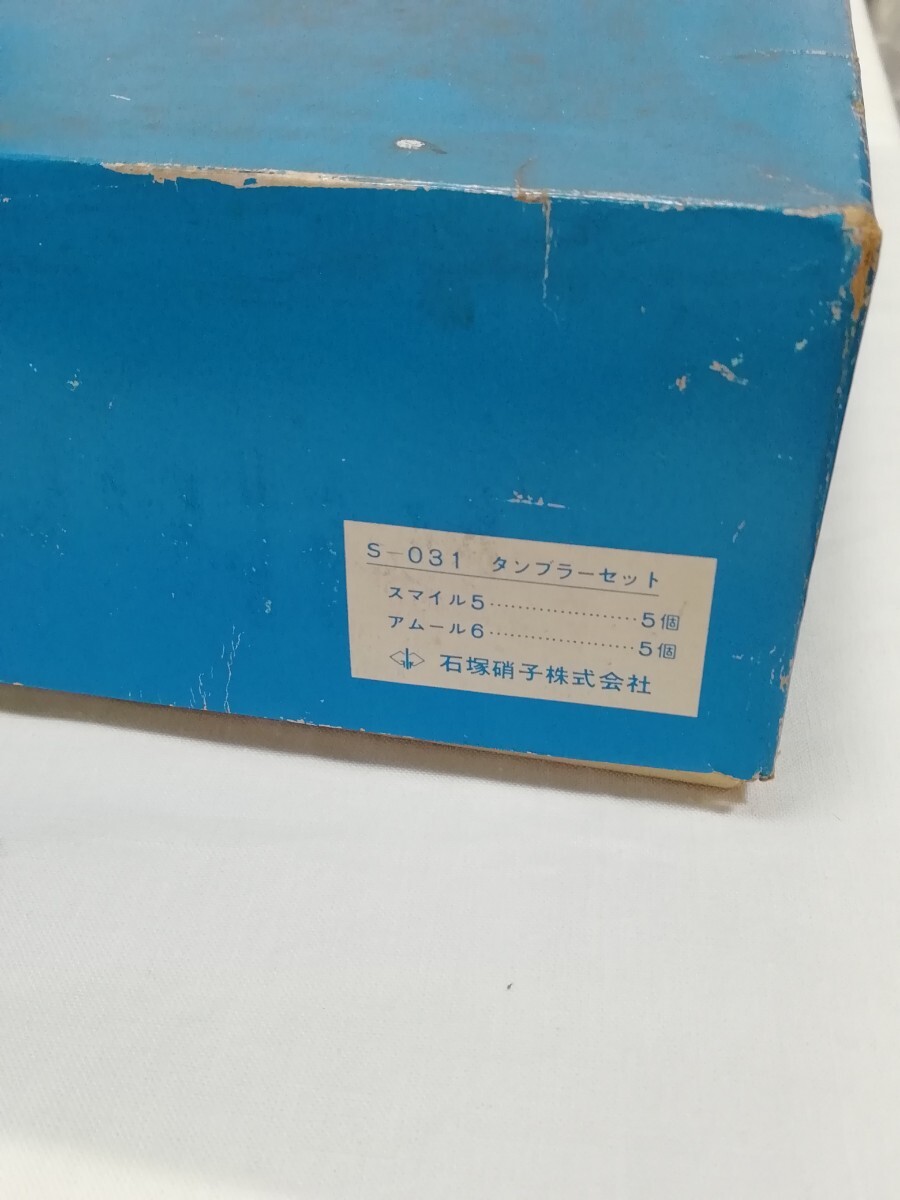 S-031 タンブラーセット
スマイル5…………………5個
アムール6…………………5個
石塚硝子株式会社